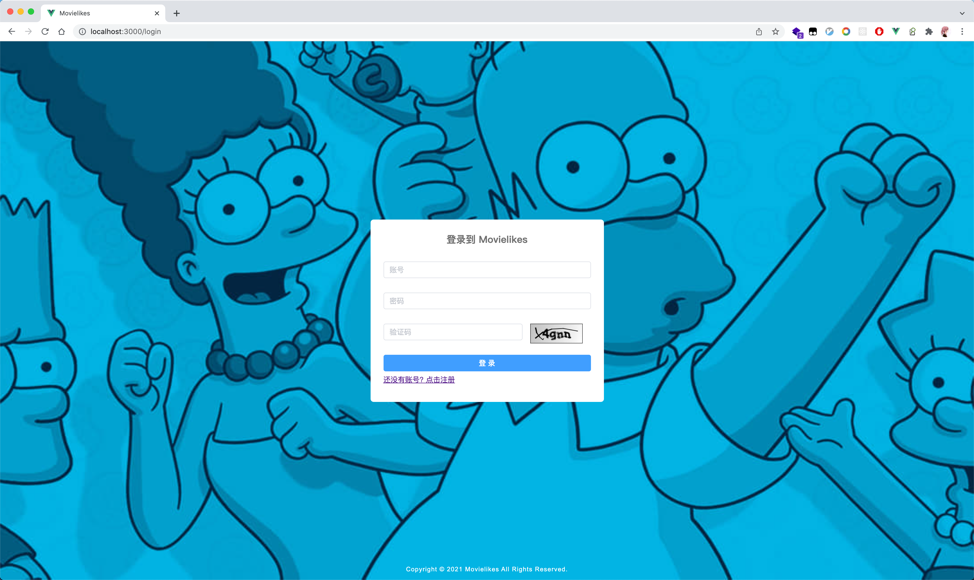 Movielikes
localhost:3000/login
登录到 Movielikes
账号
密码
验证码
x4gnn
登 录
还没有账号? 点击注册
Copyright © 2021 Movielikes All Rights Reserved.